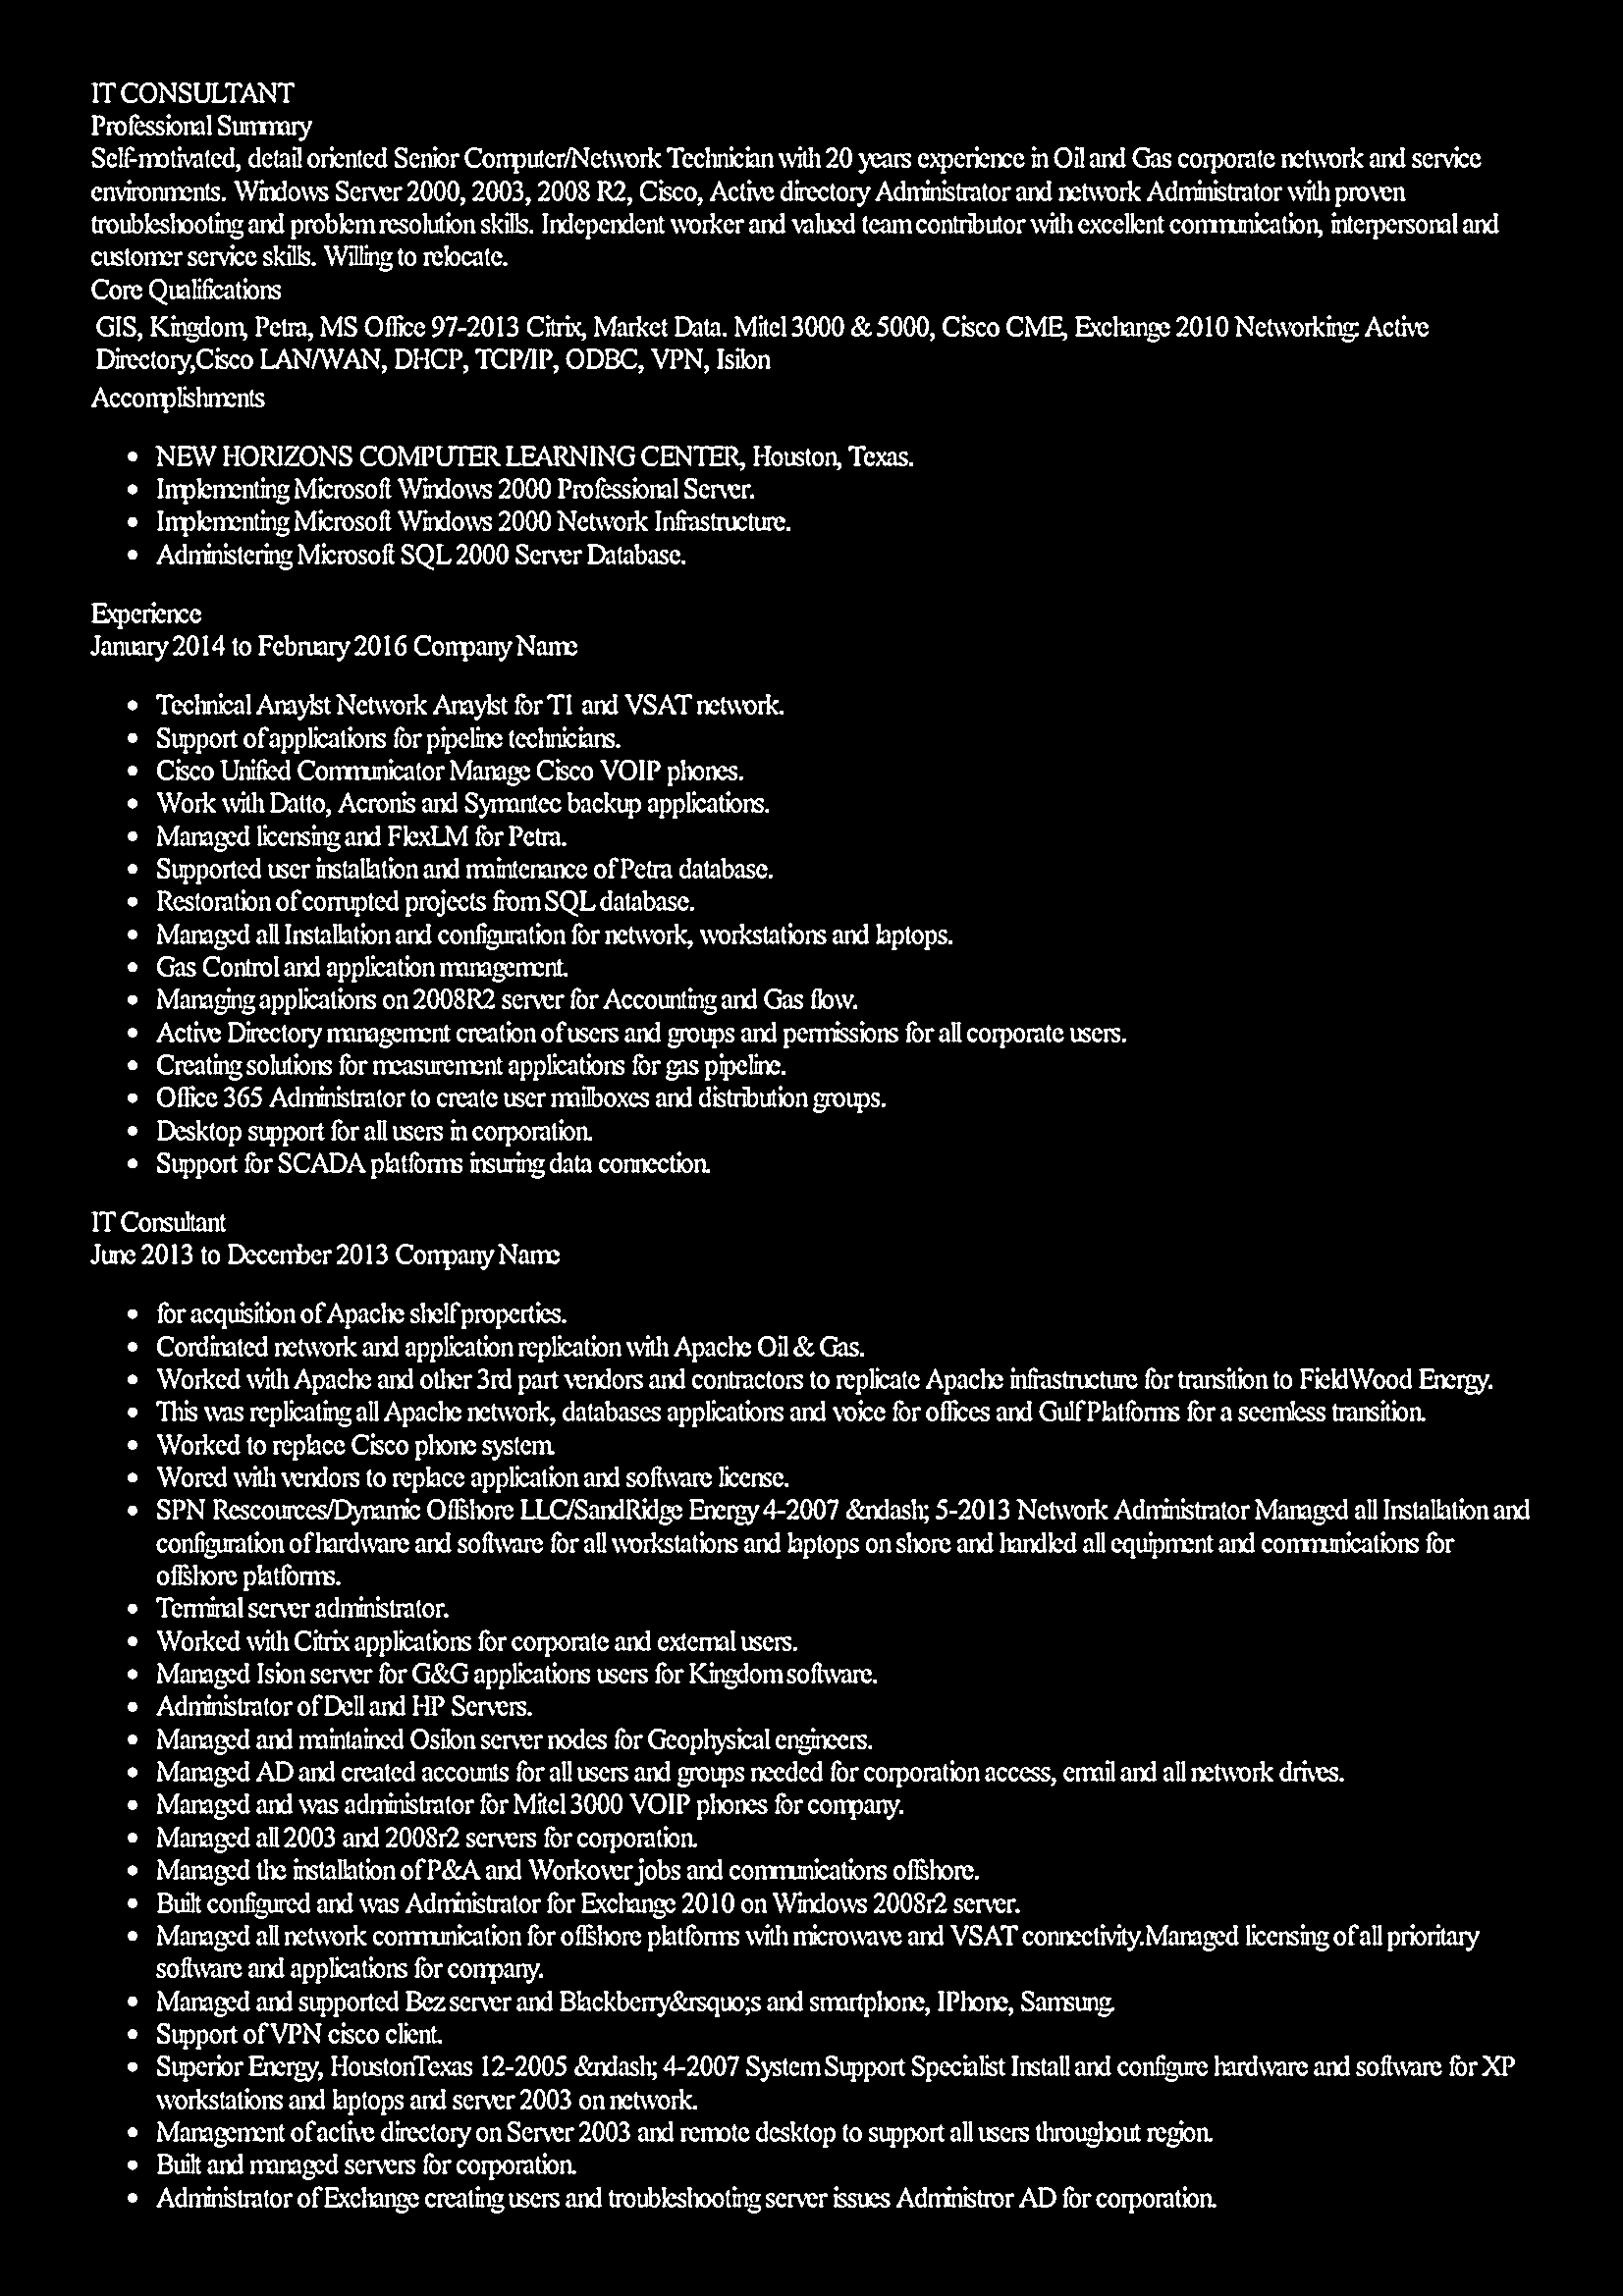 IT CONSULTANT
Professional Summary
Self-motivated, detail oriented Senior Computer/Network Technician with 20 years experience in Oil and Gas corporate network and service
environments. Windows Server 2000, 2003, 2008 R2, Cisco, Active directory Administrator and network Administrator with proven
troubleshooting and problem resolution skills. Independent worker and valued team contributor with excellent communication, interpersonal and
customer service skills. Willing to relocate.
Core Qualifications
GIS, Kingdom, Petra, MS Office 97-2013 Citrix, Market Data. Mitel 3000 & 5000, Cisco CME, Exchange 2010 Networking: Active
Directory,Cisco LAN/WAN, DHCP, TCP/IP, ODBC, VPN, Isilon
Accomplishments
• NEW HORIZONS COMPUTER LEARNING CENTER, Houston, Texas.
• Implementing Microsoft Windows 2000 Professional Server.
• Implementing Microsoft Windows 2000 Network Infrastructure.
• Administering Microsoft SQL 2000 Server Database.
Experience
January 2014 to February 2016 Company Name
• Technical Anaylst Network Anaylst for T1 and VSAT network.
• Support of applications for pipeline technicians.
• Cisco Unified Communicator Manage Cisco VOIP phones.
• Work with Datto, Acronis and Symantec backup applications.
• Managed licensing and FlexLM for Petra.
• Supported user installation and maintenance of Petra database.
• Restoration of corrupted projects from SQL database.
• Managed all Installation and configuration for network, workstations and laptops.
• Gas Control and application management.
• Managing applications on 2008R2 server for Accounting and Gas flow.
• Active Directory management creation of users and groups and permissions for all corporate users.
• Creating solutions for measurement applications for gas pipeline.
• Office 365 Administrator to create user mailboxes and distribution groups.
• Desktop support for all users in corporation.
• Support for SCADA platforms insuring data connection.
IT Consultant
June 2013 to December 2013 Company Name
• for acquisition of Apache shelf properties.
• Cordinated network and application replication with Apache Oil & Gas.
• Worked with Apache and other 3rd part vendors and contractors to replicate Apache infrastructure for transition to FieldWood Energy.
• This was replicating all Apache network, databases applications and voice for offices and Gulf Platforms for a seemless transition.
• Worked to replace Cisco phone system.
• Wored with vendors to replace application and software license.
• SPN Rescources/Dynamic Offshore LLC/SandRidge Energy 4-2007 &ndash; 5-2013 Network Administrator Managed all Installation and
configuration of hardware and software for all workstations and laptops on shore and handled all equipment and communications for
offshore platforms.
• Terminal server administrator.
• Worked with Citrix applications for corporate and external users.
• Managed Ision server for G&G applications users for Kingdom software.
• Administrator of Dell and HP Servers.
• Managed and maintained Osilon server nodes for Geophysical engineers.
• Managed AD and created accounts for all users and groups needed for corporation access, email and all network drives.
• Managed and was administrator for Mitel 3000 VOIP phones for company.
• Managed all 2003 and 2008r2 servers for corporation.
• Managed the installation of P&A and Workover jobs and communications offshore.
• Built configured and was Administrator for Exchange 2010 on Windows 2008r2 server.
• Managed all network communication for offshore platforms with microwave and VSAT connectivity.Managed licensing of all prioritary
software and applications for company.
• Managed and supported Bez server and Blackberry&rsquo;s and smartphone, IPhone, Samsung.
• Support of VPN cisco client.
• Superior Energy, HoustonTexas 12-2005 &ndash; 4-2007 System Support Specialist Install and configure hardware and software for XP
workstations and laptops and server 2003 on network.
• Management of active directory on Server 2003 and remote desktop to support all users throughout region.
• Built and managed servers for corporation.
• Administrator of Exchange creating users and troubleshooting server issues Administror AD for corporation.